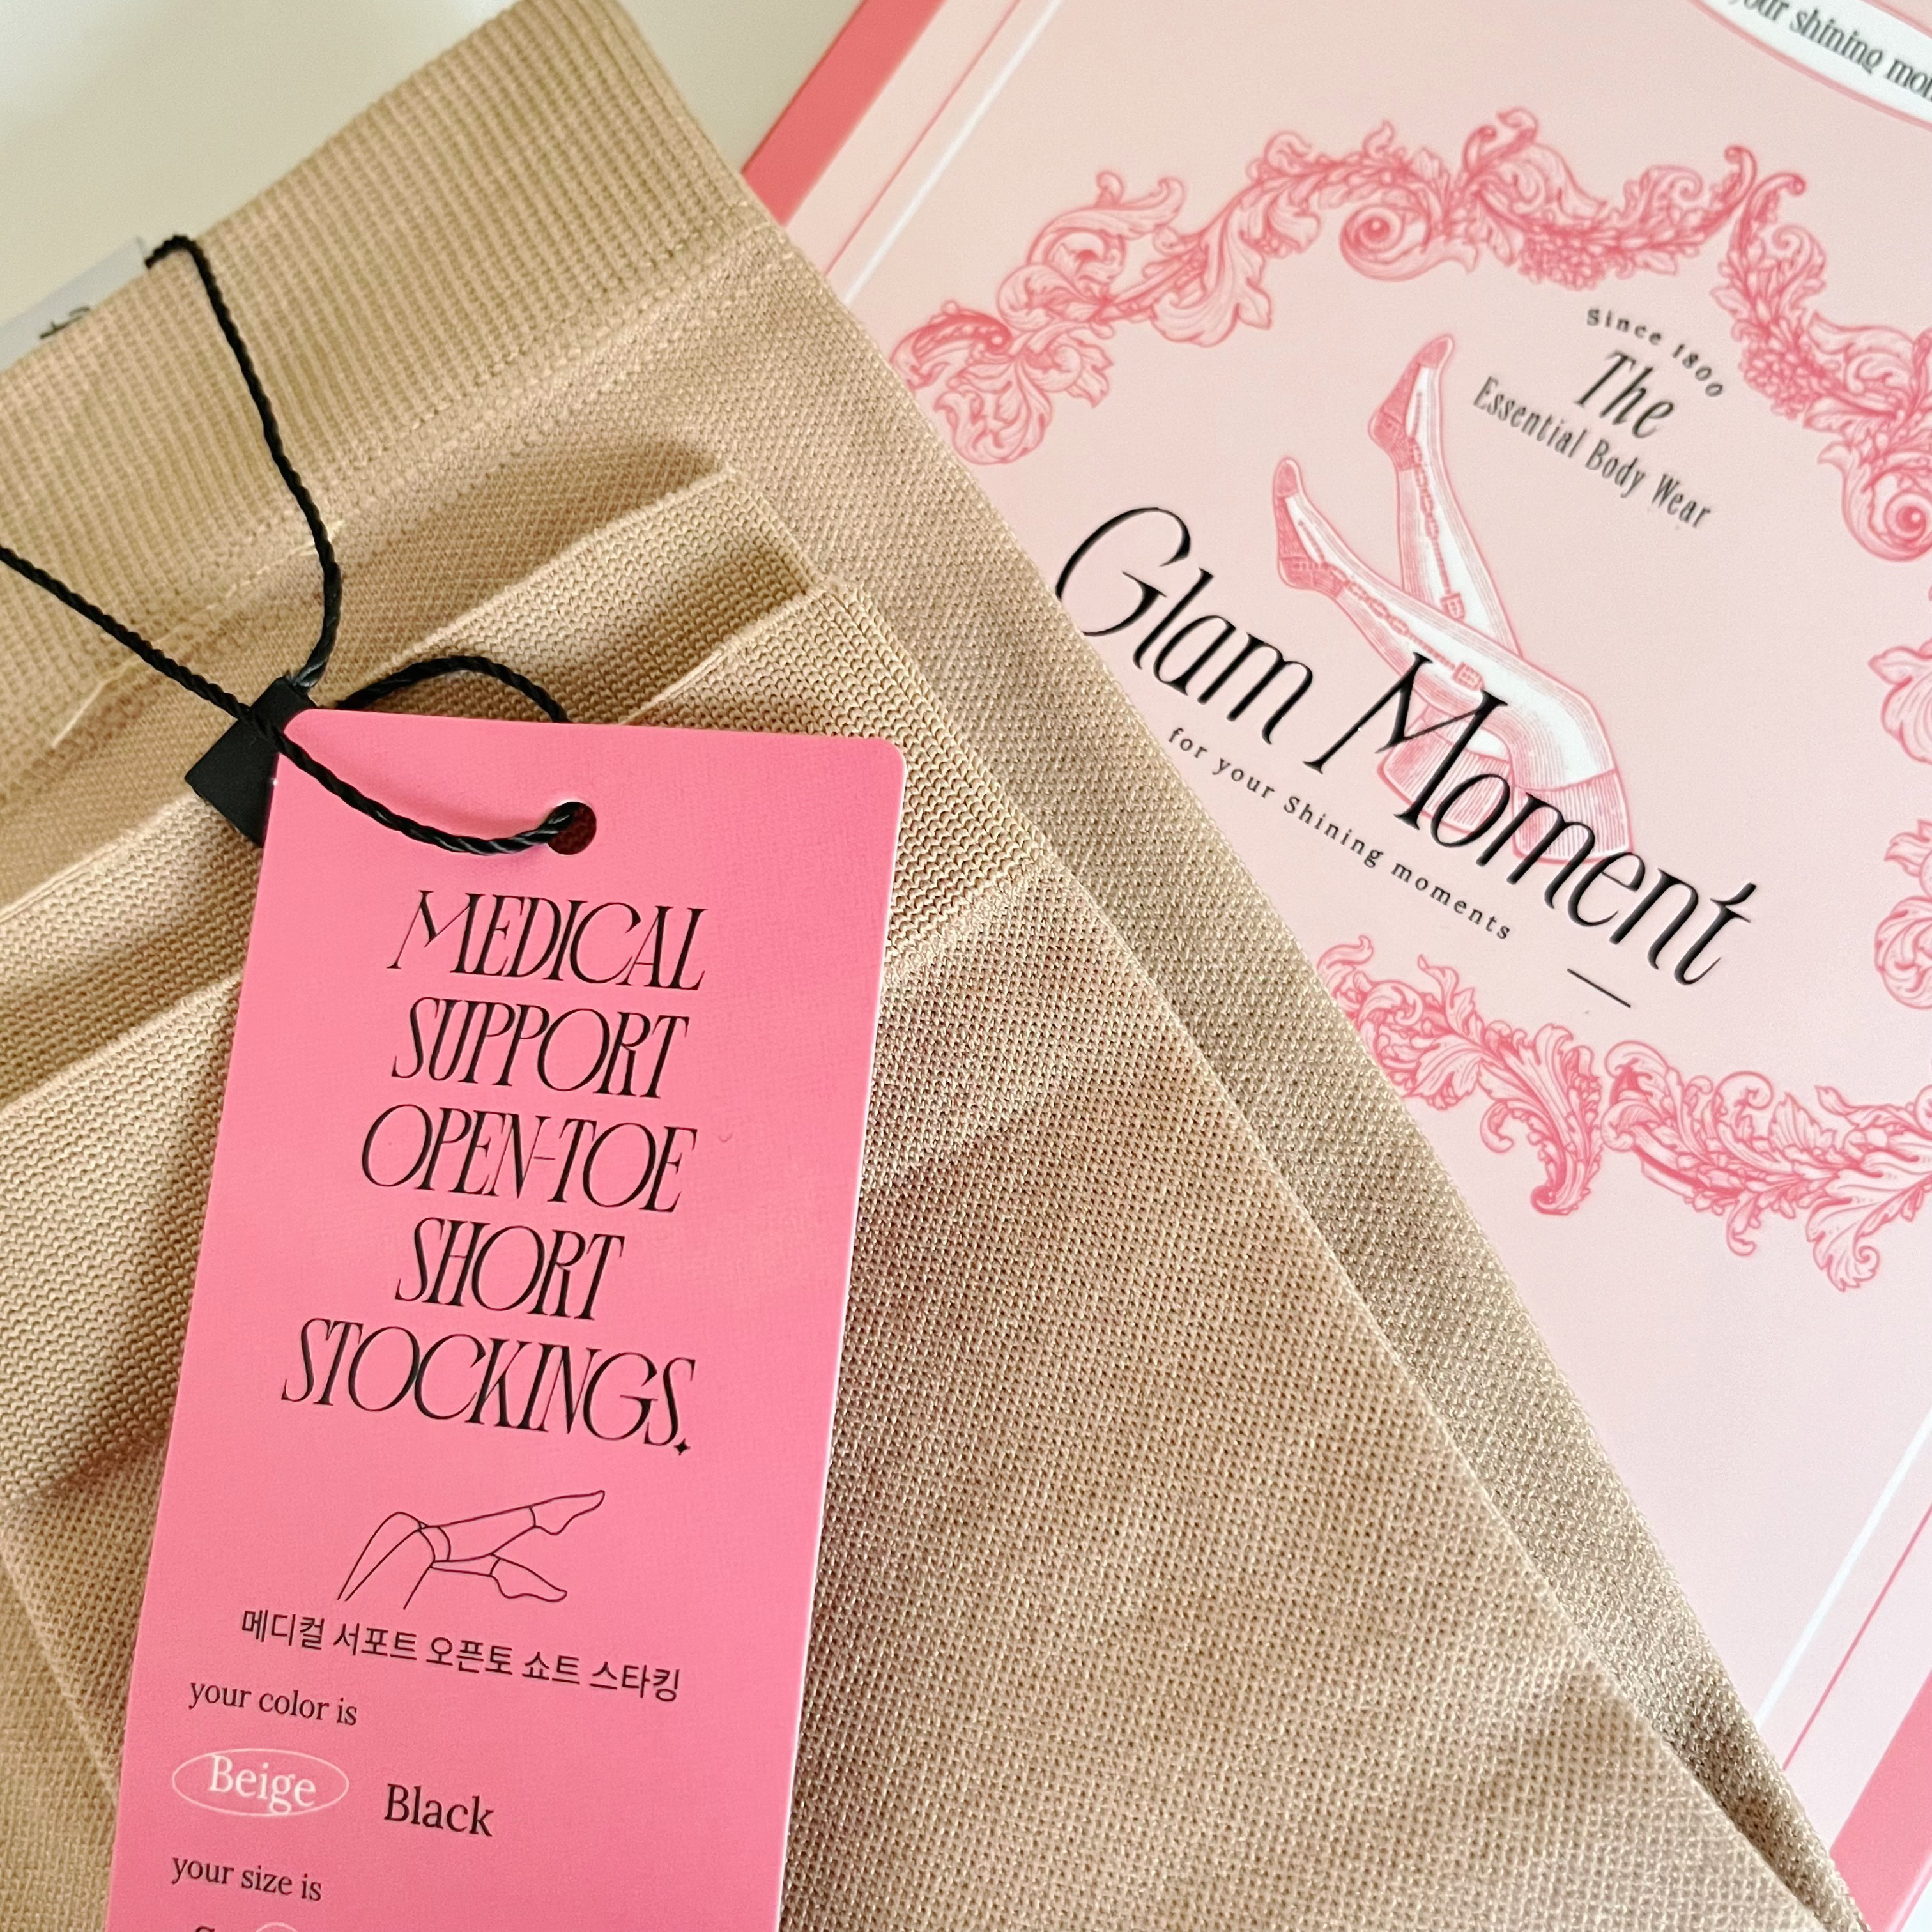 MEDICAL
SUPPORT
OPEN-TOE
SHORT
STOCKINGS.
메디컬 서포트 오픈토 쇼트 스타킹
your color is
Beige Black
your size is
your shining
Since 1800
The
Essential Body Wear
Glam Moment
for your Shining moments